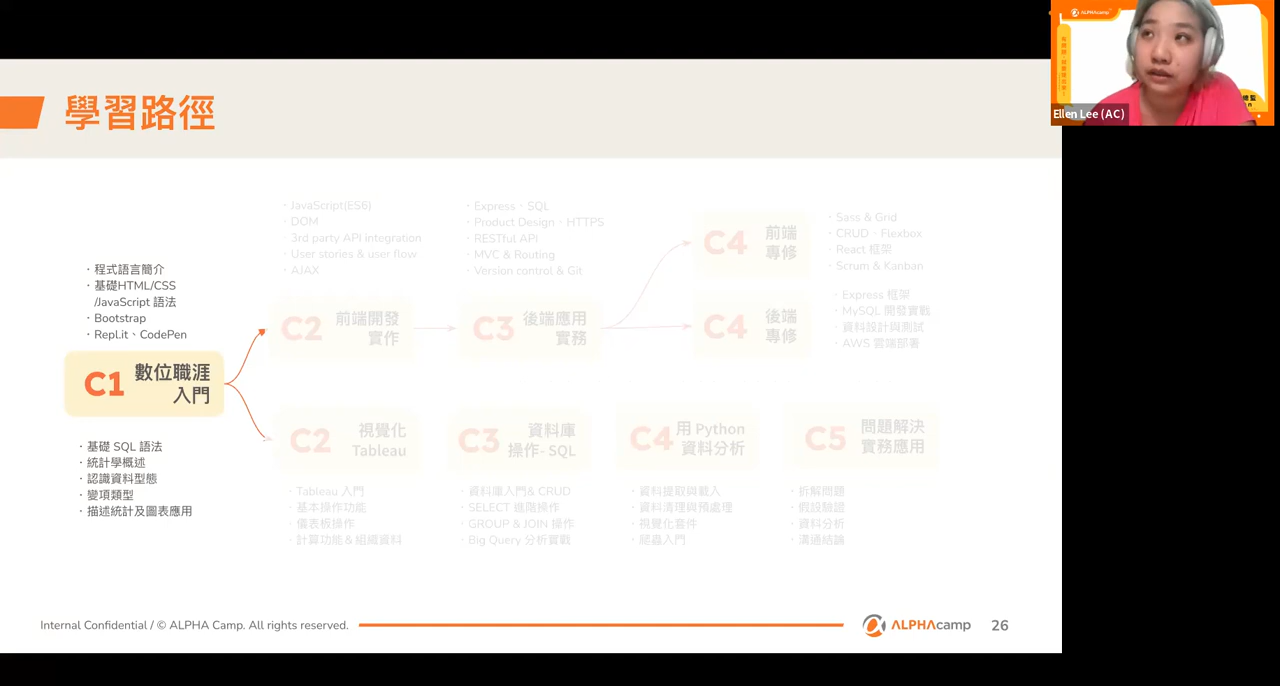 ALPHAcamp
Ellen Lee (AC)
學習路徑
・程式語言簡介
・基礎HTML/CSS
/JavaScript 語法
・Bootstrap
・Repl.it、CodePen
C1 數位職涯
入門
・基礎 SQL 語法
・統計學概述
・認識資料型態
・變項類型
・描述統計及圖表應用
・JavaScript(ES6)
・DOM
・3rd party API integration
・User stories & user flow
・AJAX
C2 前端開發
實作
・Express、SQL
・Product Design、HTTPS
・RESTful API
・MVC & Routing
・Version control & Git
C3 後端應用
實務
C4 前端
專修
・Sass & Grid
・CRUD、Flexbox
・React 框架
・Scrum & Kanban
C4 後端
專修
・Express 框架
・MySQL 開發實戰
・資料設計與測試
・AWS 雲端部署
C2 視覺化
Tableau
・Tableau 入門
・基本操作功能
・儀表板操作
・計算功能＆組織資料
C3 資料庫
操作- SQL
・資料庫入門& CRUD
・SELECT 進階操作
・GROUP & JOIN 操作
・Big Query 分析實戰
C4 用 Python
資料分析
・資料提取與載入
・資料清理與預處理
・視覺化套件
・爬蟲入門
C5 問題解決
實務應用
・拆解問題
・假設驗證
・資料分析
・溝通結論
Internal Confidential / © ALPHA Camp. All rights reserved.
ALPHAcamp
26